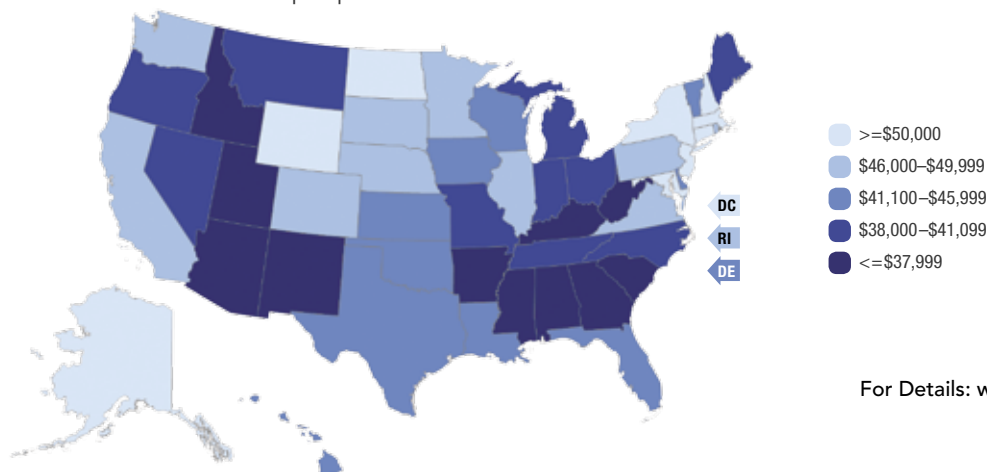 >=$50,000
$46,000–$49,999
$41,100–$45,999
$38,000–$41,099
<=$37,999
DC
RI
DE
For Details: w